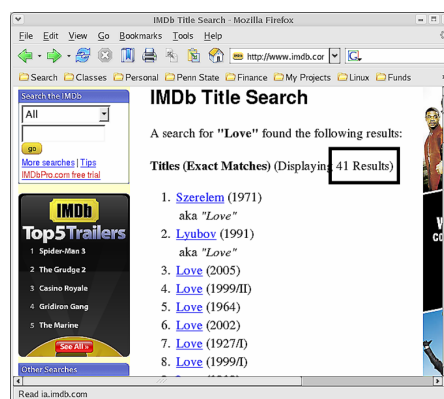 IMDb Title Search - Mozilla Firefox
File Edit View Go Bookmarks Tools Help
http://www.imdb.cor
Search Classes Personal Penn State Finance My Projects Linux Funds
Search the IMDb
All
go
More searches | Tips
IMDbPro.com free trial
IMDb
Top5Trailers
1 Spider-Man 3
2 The Grudge 2
3 Casino Royale
4 Gridiron Gang
5 The Marine
See All »
Other Searches
IMDb Title Search
A search for "Love" found the following results:
Titles (Exact Matches) (Displaying 41 Results)
1. Szerelem (1971)
aka "Love"
2. Lyubov (1991)
aka "Love"
3. Love (2005)
4. Love (1999/II)
5. Love (1964)
6. Love (2002)
7. Love (1927/I)
8. Love (1999/I)
Read ia.imdb.com